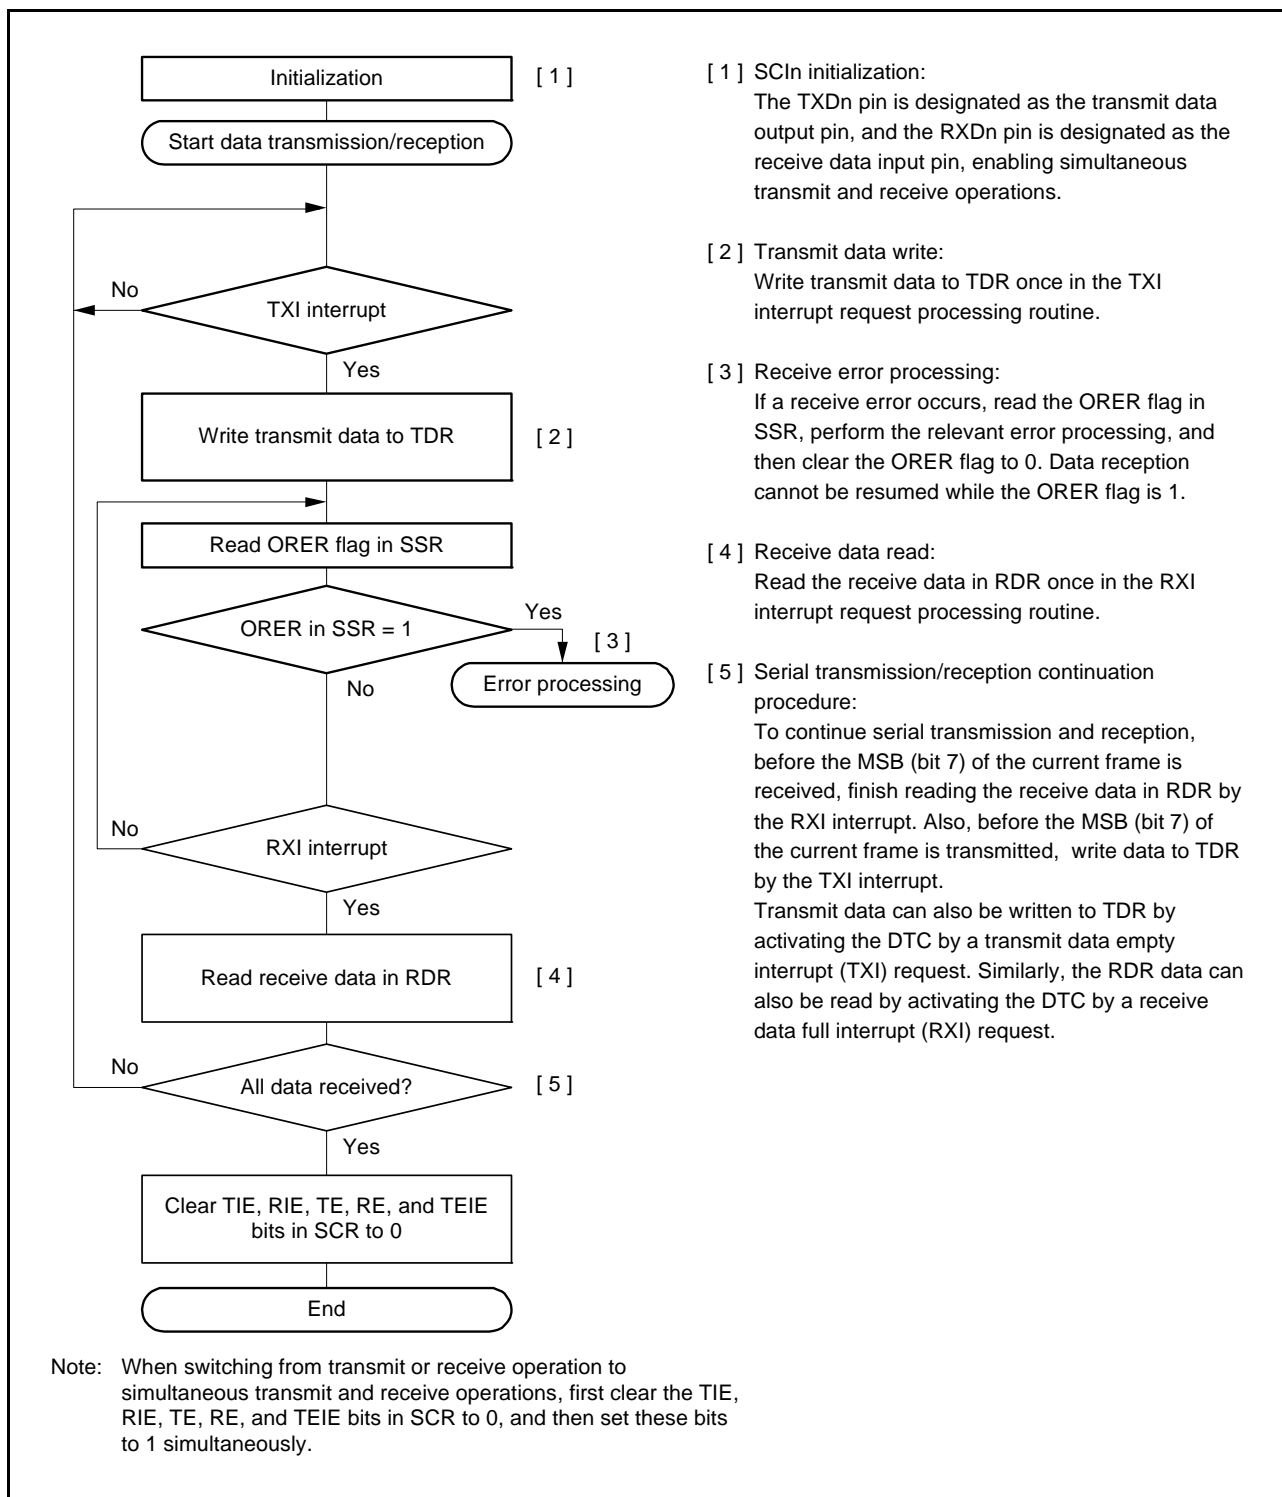 Initialization
[ 1 ]
Start data transmission/reception
No
TXI interrupt
Yes
Write transmit data to TDR
[ 2 ]
Read ORER flag in SSR
ORER in SSR = 1
Yes
[ 3 ]
Error processing
No
No
RXI interrupt
Yes
Read receive data in RDR
[ 4 ]
No
All data received?
[ 5 ]
Yes
Clear TIE, RIE, TE, RE, and TEIE
bits in SCR to 0
End
[ 1 ] SCIn initialization:
The TXDn pin is designated as the transmit data
output pin, and the RXDn pin is designated as the
receive data input pin, enabling simultaneous
transmit and receive operations.
[ 2 ] Transmit data write:
Write transmit data to TDR once in the TXI
interrupt request processing routine.
[ 3 ] Receive error processing:
If a receive error occurs, read the ORER flag in
SSR, perform the relevant error processing, and
then clear the ORER flag to 0. Data reception
cannot be resumed while the ORER flag is 1.
[ 4 ] Receive data read:
Read the receive data in RDR once in the RXI
interrupt request processing routine.
[ 5 ] Serial transmission/reception continuation
procedure:
To continue serial transmission and reception,
before the MSB (bit 7) of the current frame is
received, finish reading the receive data in RDR by
the RXI interrupt. Also, before the MSB (bit 7) of
the current frame is transmitted, write data to TDR
by the TXI interrupt.
Transmit data can also be written to TDR by
activating the DTC by a transmit data empty
interrupt (TXI) request. Similarly, the RDR data can
also be read by activating the DTC by a receive
data full interrupt (RXI) request.
Note: When switching from transmit or receive operation to
simultaneous transmit and receive operations, first clear the TIE,
RIE, TE, RE, and TEIE bits in SCR to 0, and then set these bits
to 1 simultaneously.